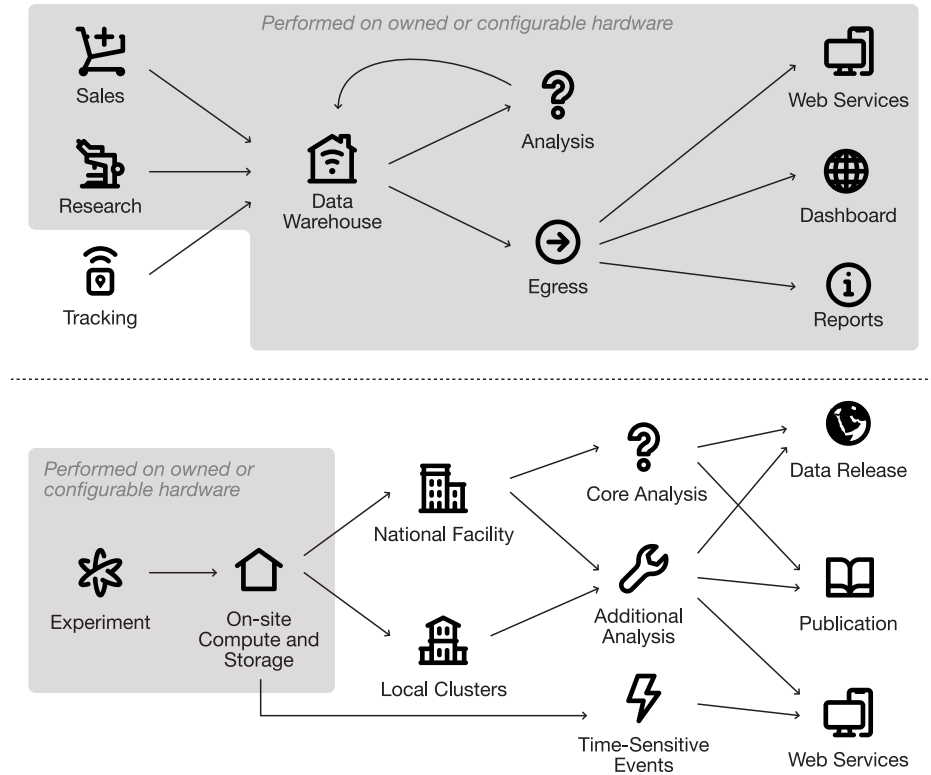 Performed on owned or configurable hardware
Sales
Research
Tracking
Data
Warehouse
Analysis
Egress
Web Services
Dashboard
Reports
Performed on owned or
configurable hardware
Experiment
On-site
Compute and
Storage
National Facility
Local Clusters
Core Analysis
Additional
Analysis
Time-Sensitive
Events
Data Release
Publication
Web Services